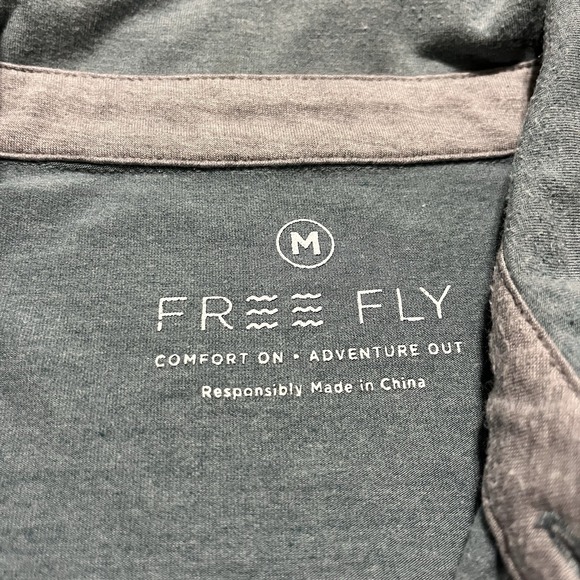 M
FREE FLY
COMFORT ON • ADVENTURE OUT
Responsibly Made in China